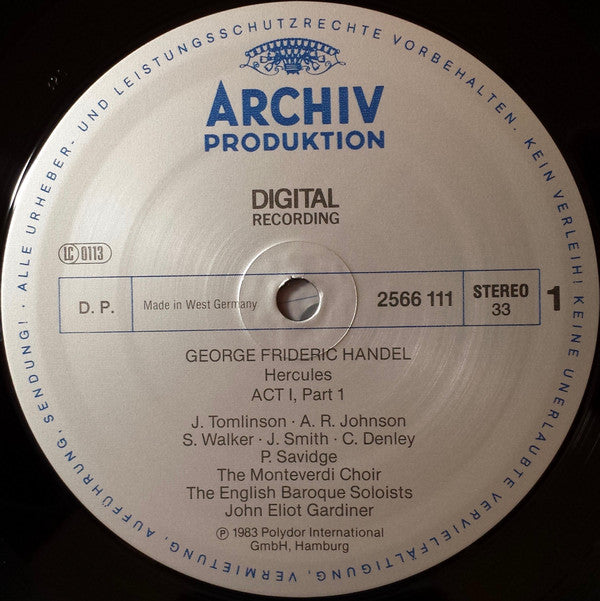 ALLE URHEBER- UND LEISTUNGSSCHUTZRECHTE VORBEHALTEN. KEIN VERLEIH! KEINE UNERLAUBTE VERVIELFÄLTIGUNG, VERMIETUNG, AUFFÜHRUNG, SENDUNG! ·
ARCHIV
PRODUKTION
DIGITAL
RECORDING
LC 0113
D. P.
Made in West Germany
2566 111
STEREO
33
1
GEORGE FRIDERIC HANDEL
Hercules
ACT I, Part 1
J. Tomlinson · A. R. Johnson
S. Walker · J. Smith · C. Denley
P. Savidge
The Monteverdi Choir
The English Baroque Soloists
John Eliot Gardiner
℗ 1983 Polydor International
GmbH, Hamburg